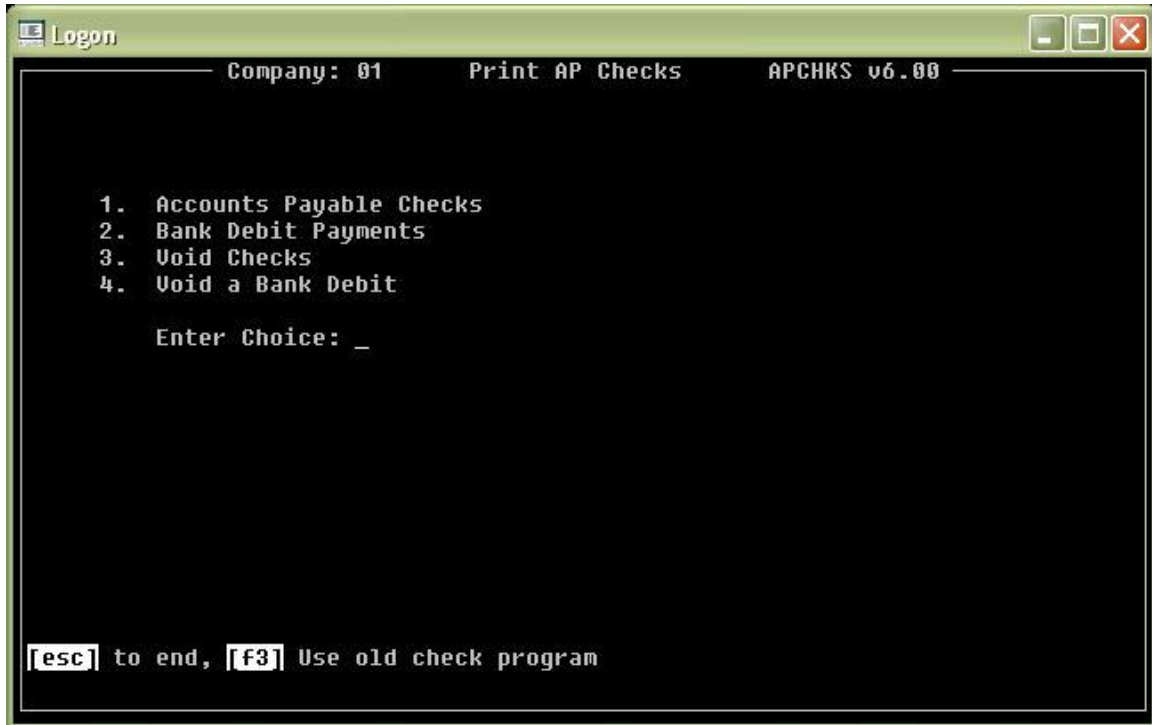 Logon
Company: 01 Print AP Checks APCHKS v6.00
1. Accounts Payable Checks
2. Bank Debit Payments
3. Void Checks
4. Void a Bank Debit
Enter Choice: _
[esc] to end, [f3] Use old check program